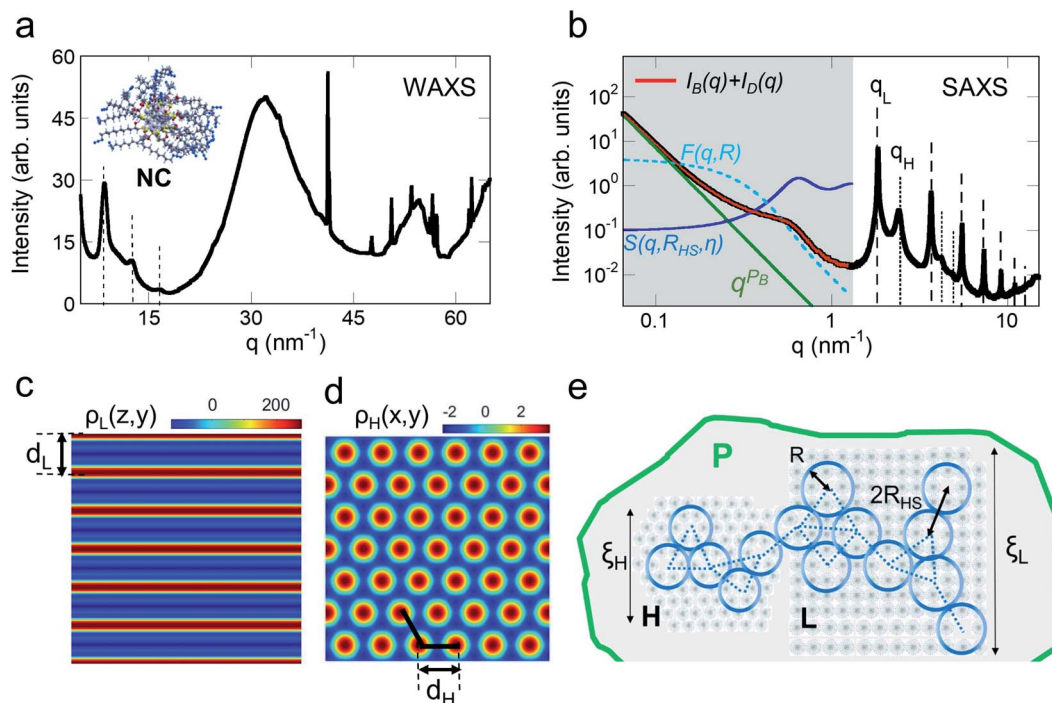 a
60
45
30
15
0
Intensity (arb. units)
WAXS
NC
15
30
45
60
q (nm⁻¹)
b
10²
10¹
10⁰
10⁻¹
10⁻²
Intensity (arb. units)
I_B(q)+I_D(q)
SAXS
q_L
q_H
F(q,R)
S(q,R_HS,η)
q^P_B
0.1
1
10
q (nm⁻¹)
c
ρ_L(z,y)
0
200
d_L
d
ρ_H(x,y)
-2
0
2
d_H
e
P
R
2R_HS
ξ_H
ξ_L
H
L